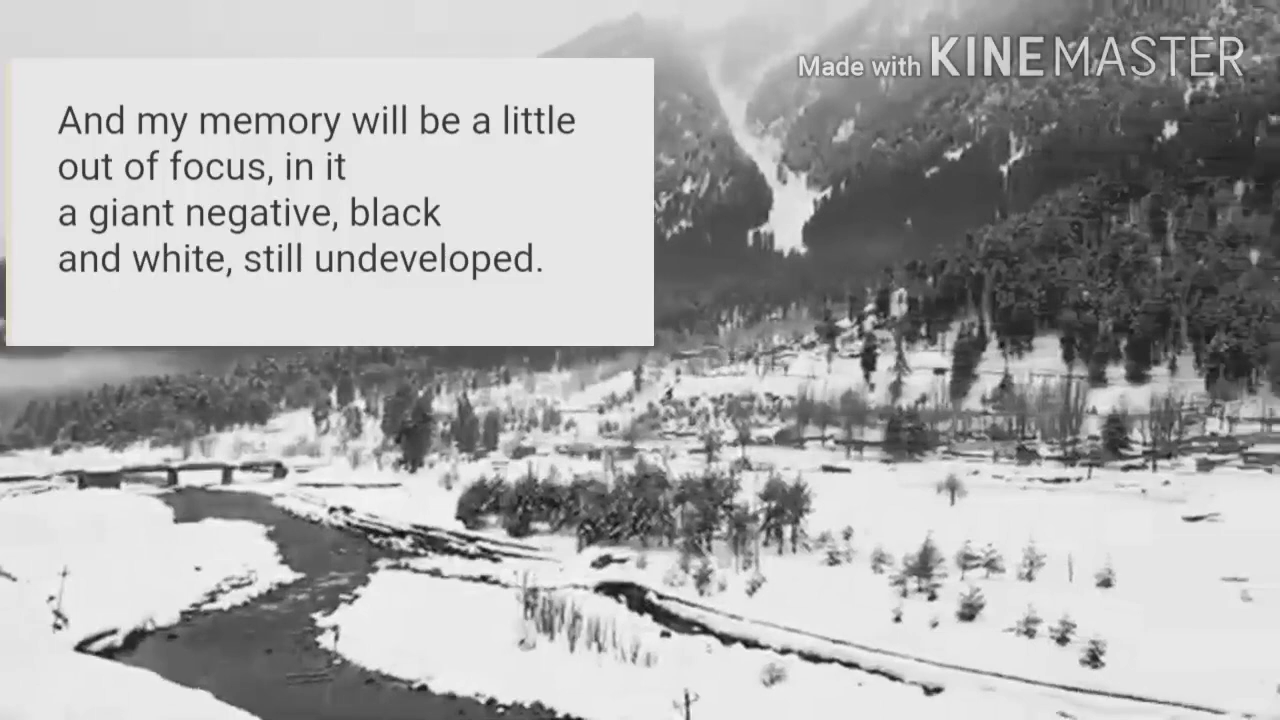 Made with KINEMASTER
And my memory will be a little
out of focus, in it
a giant negative, black
and white, still undeveloped.